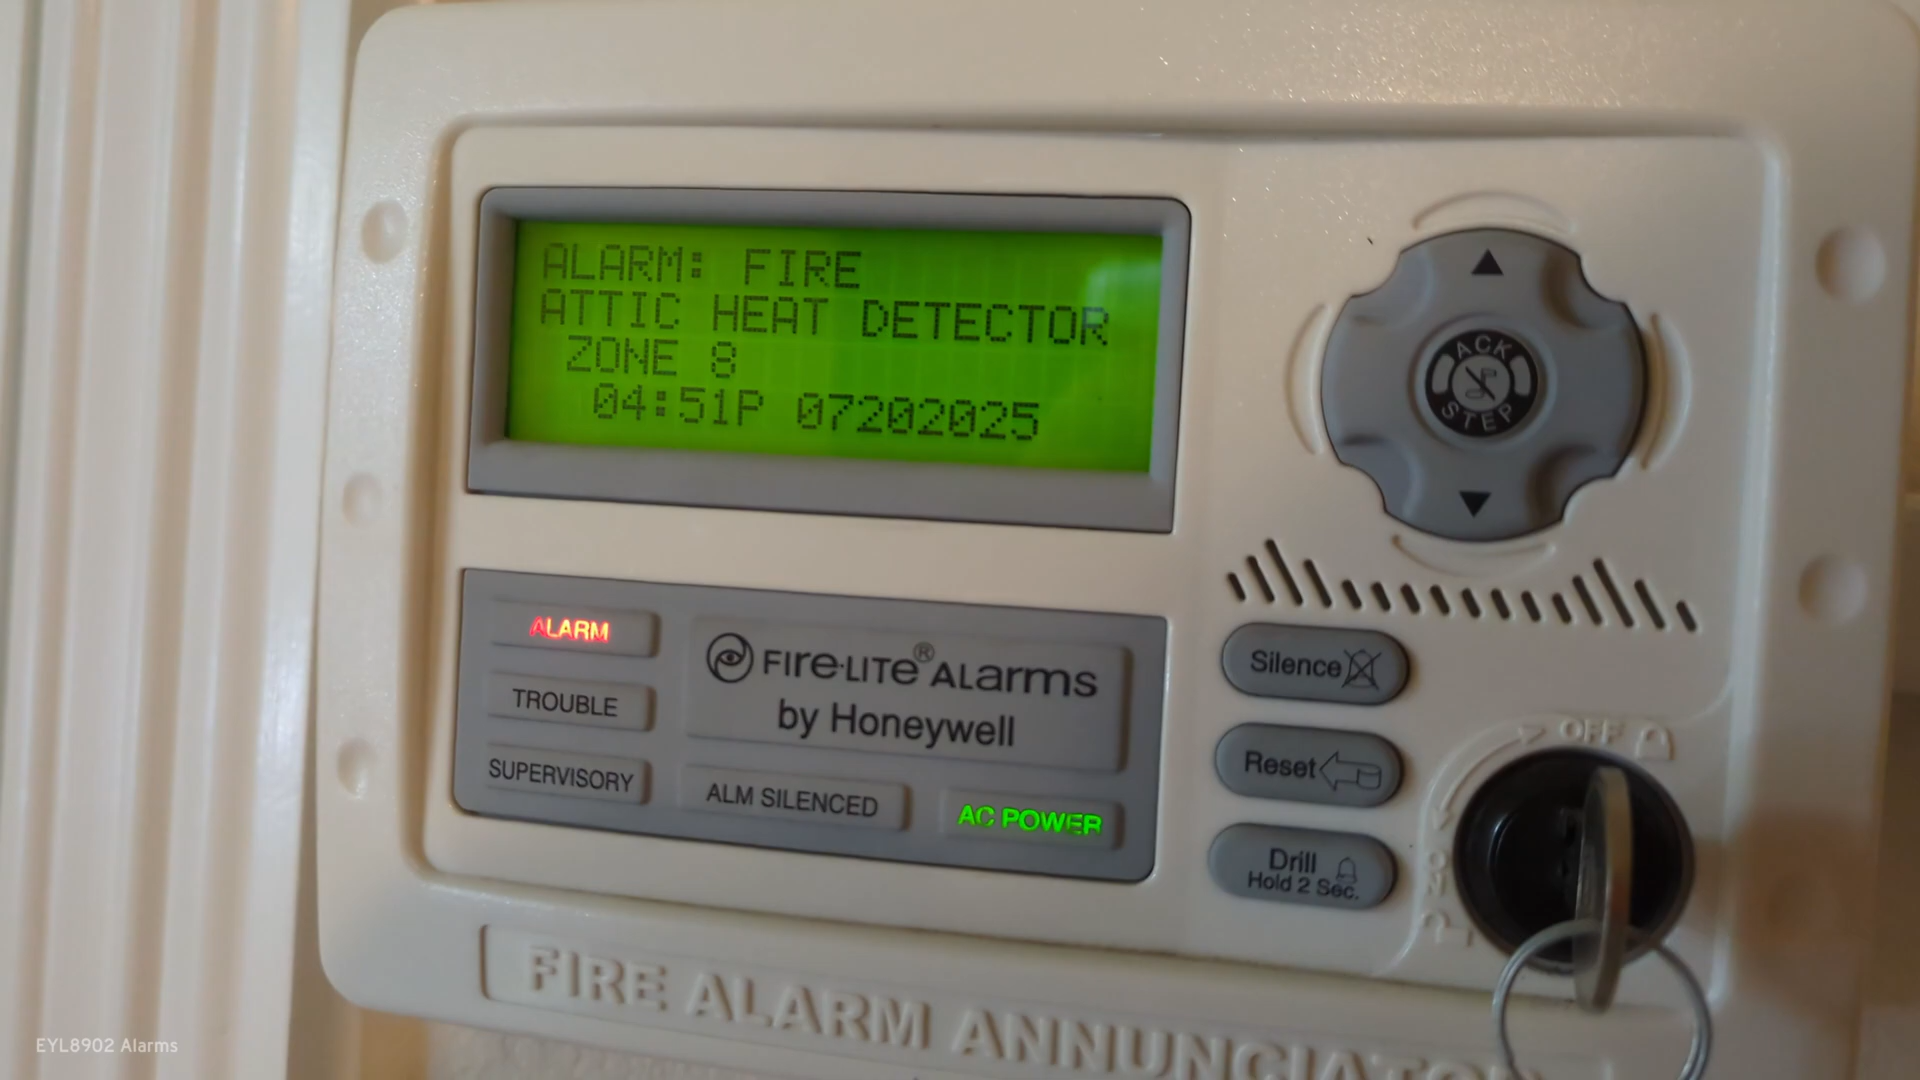 ALARM: FIRE
ATTIC HEAT DETECTOR
ZONE 8
04:51P 07202025
ACK
STEP
ALARM
TROUBLE
SUPERVISORY
FIRE·LITE® ALARMS
by Honeywell
ALM SILENCED
AC POWER
Silence
Reset
Drill
Hold 2 Sec.
OFF
ON
FIRE ALARM ANNUNCIATOR
EYL8902 Alarms